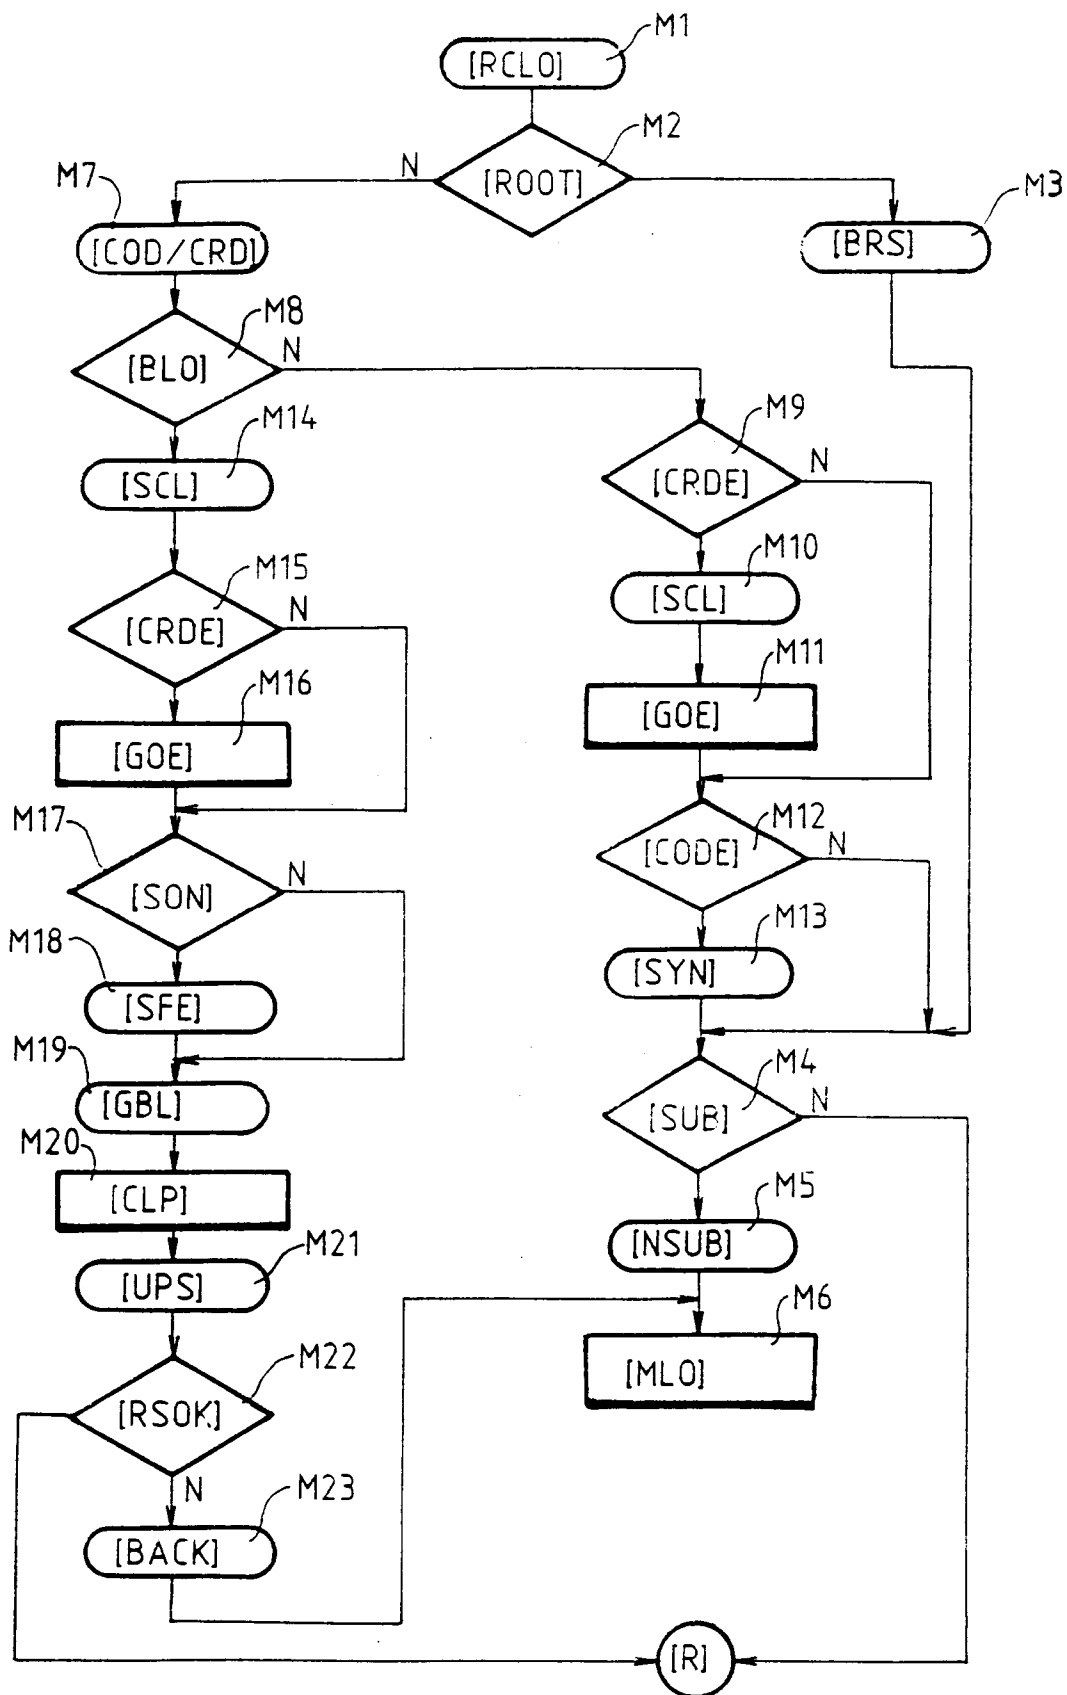 M1
[RCLO]
M2
N
[ROOT]
M7
M3
[COD/CRD]
[BRS]
M8
N
[BLO]
M14
M9
[SCL]
N
[CRDE]
M10
M15
N
[SCL]
[CRDE]
M11
M16
[GOE]
[GOE]
M17
M12
N
[CODE]
N
[SON]
M18
M13
[SYN]
[SFE]
M19
M4
[GBL]
N
[SUB]
M20
[CLP]
M5
M21
[NSUB]
[UPS]
M6
M22
[MLO]
[RSOK]
N
M23
[BACK]
[R]